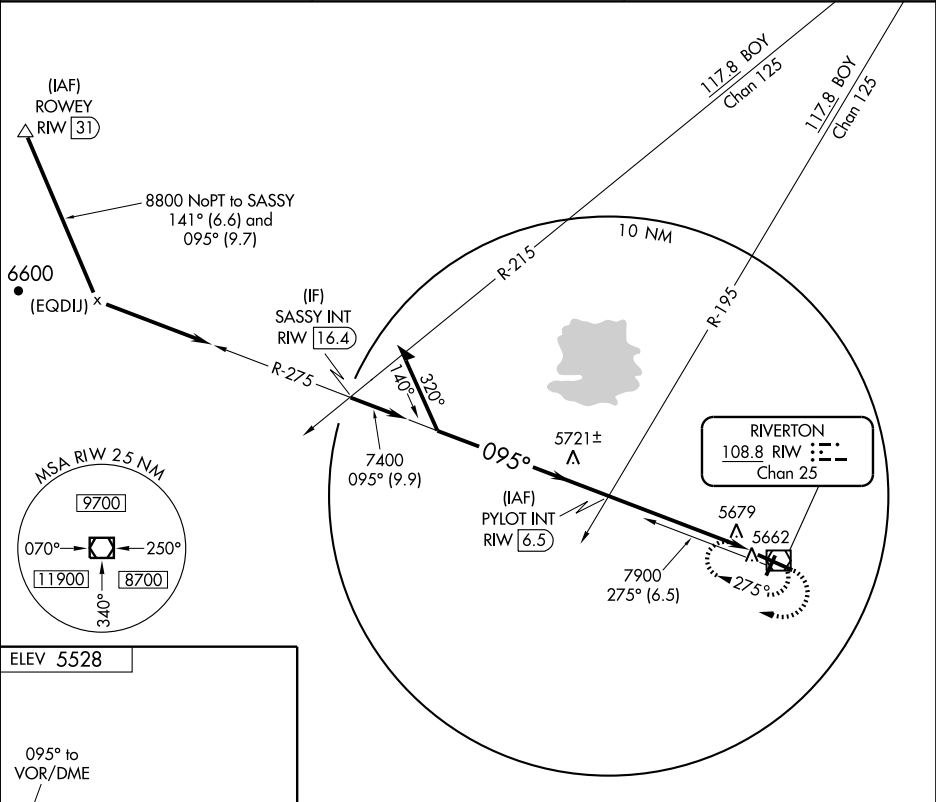 117.8 BOY
Chan 125
117.8 BOY
Chan 125
(IAF)
ROWEY
RIW 31
8800 NoPT to SASSY
141° (6.6) and
095° (9.7)
10 NM
R-215
6600
(EQDIJ) x
(IF)
SASSY INT
RIW 16.4
R-195
R-275
140°
320°
7400
095° (9.9)
095°
5721±
RIVERTON
108.8 RIW
Chan 25
(IAF)
PYLOT INT
RIW 6.5
5679
5662
7900
275° (6.5)
275°
MSA RIW 25 NM
9700
070°
250°
11900
8700
340°
ELEV 5528
095° to
VOR/DME